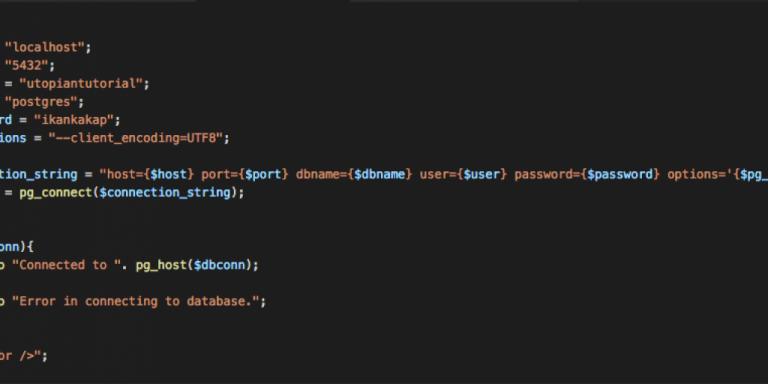 "localhost";
"5432";
= "utopiantutorial";
"postgres";
rd = "ikankakap";
ions = "--client_encoding=UTF8";
tion_string = "host={$host} port={$port} dbname={$dbname} user={$user} password={$password} options='{$pg_
= pg_connect($connection_string);
onn){
o "Connected to ". pg_host($dbconn);
o "Error in connecting to database.";
br />";